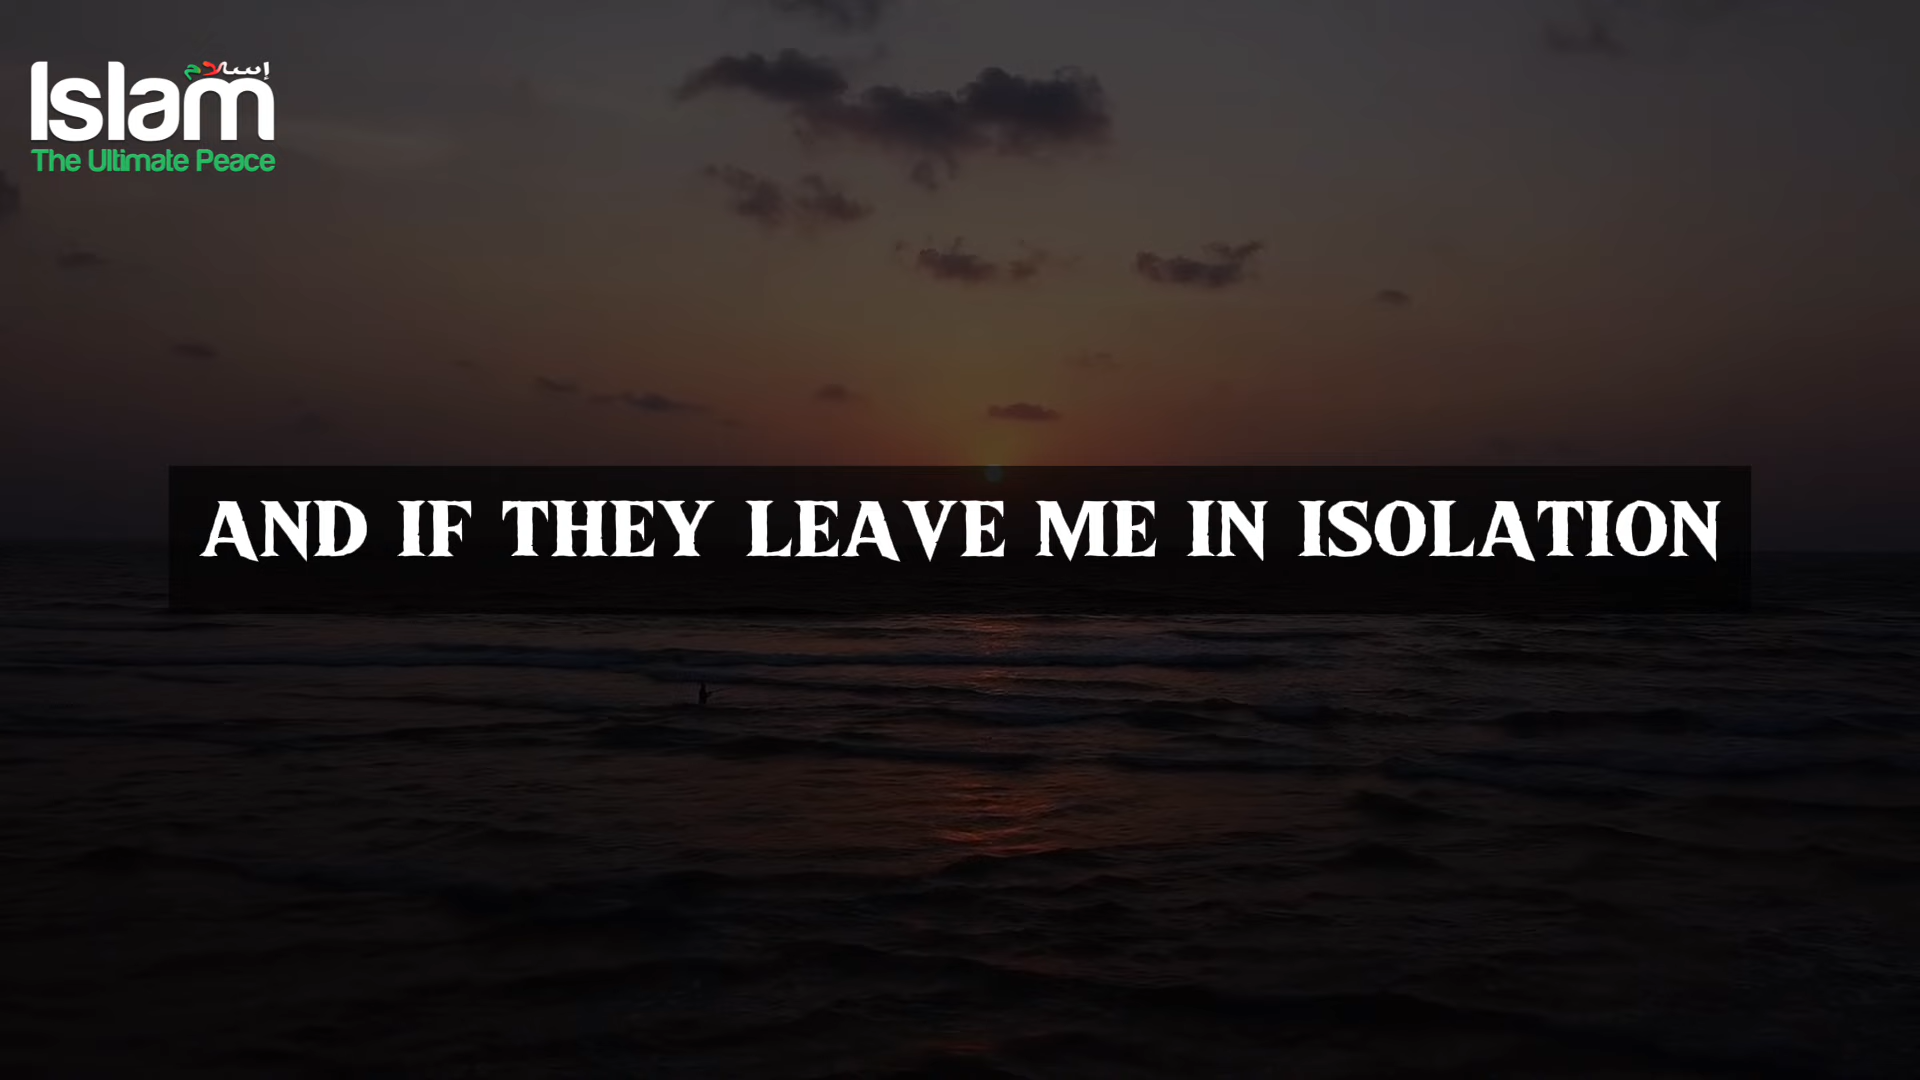 إسلام
Islam
The Ultimate Peace
AND IF THEY LEAVE ME IN ISOLATION